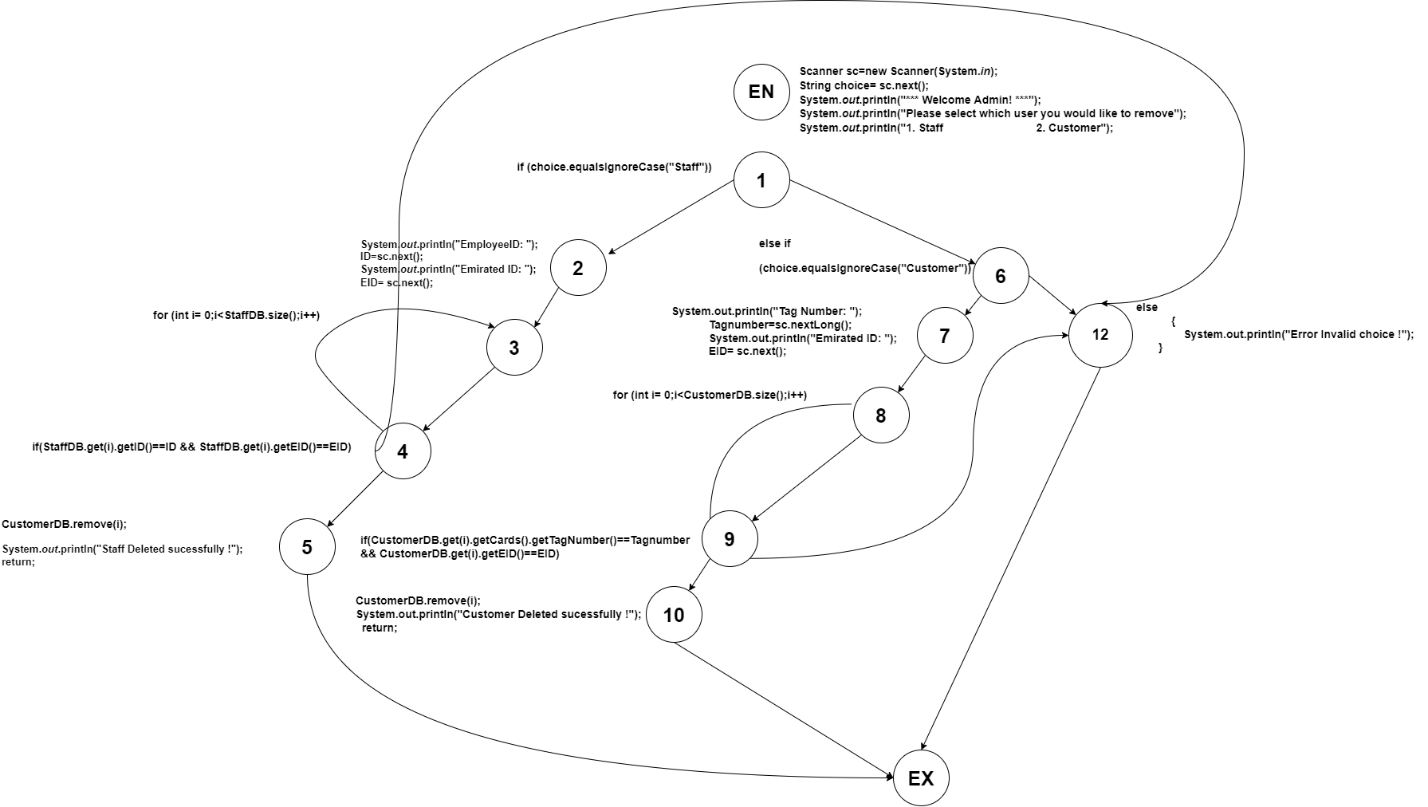 EN
Scanner sc=new Scanner(System.in);
String choice= sc.next();
System.out.println("*** Welcome Admin! ***");
System.out.println("Please select which user you would like to remove");
System.out.println("1. Staff 2. Customer");
if (choice.equalsIgnoreCase("Staff"))
1
System.out.println("EmployeeID: ");
ID=sc.next();
System.out.println("Emirated ID: ");
EID= sc.next();
2
else if
(choice.equalsIgnoreCase("Customer"))
6
for (int i= 0;i<StaffDB.size();i++)
3
System.out.println("Tag Number: ");
Tagnumber=sc.nextLong();
System.out.println("Emirated ID: ");
EID= sc.next();
7
12
else
{
System.out.println("Error Invalid choice !");
}
for (int i= 0;i<CustomerDB.size();i++)
8
if(StaffDB.get(i).getID()==ID && StaffDB.get(i).getEID()==EID)
4
CustomerDB.remove(i);
System.out.println("Staff Deleted sucessfully !");
return;
5
if(CustomerDB.get(i).getCards().getTagNumber()==Tagnumber
&& CustomerDB.get(i).getEID()==EID)
9
CustomerDB.remove(i);
System.out.println("Customer Deleted sucessfully !");
return;
10
EX